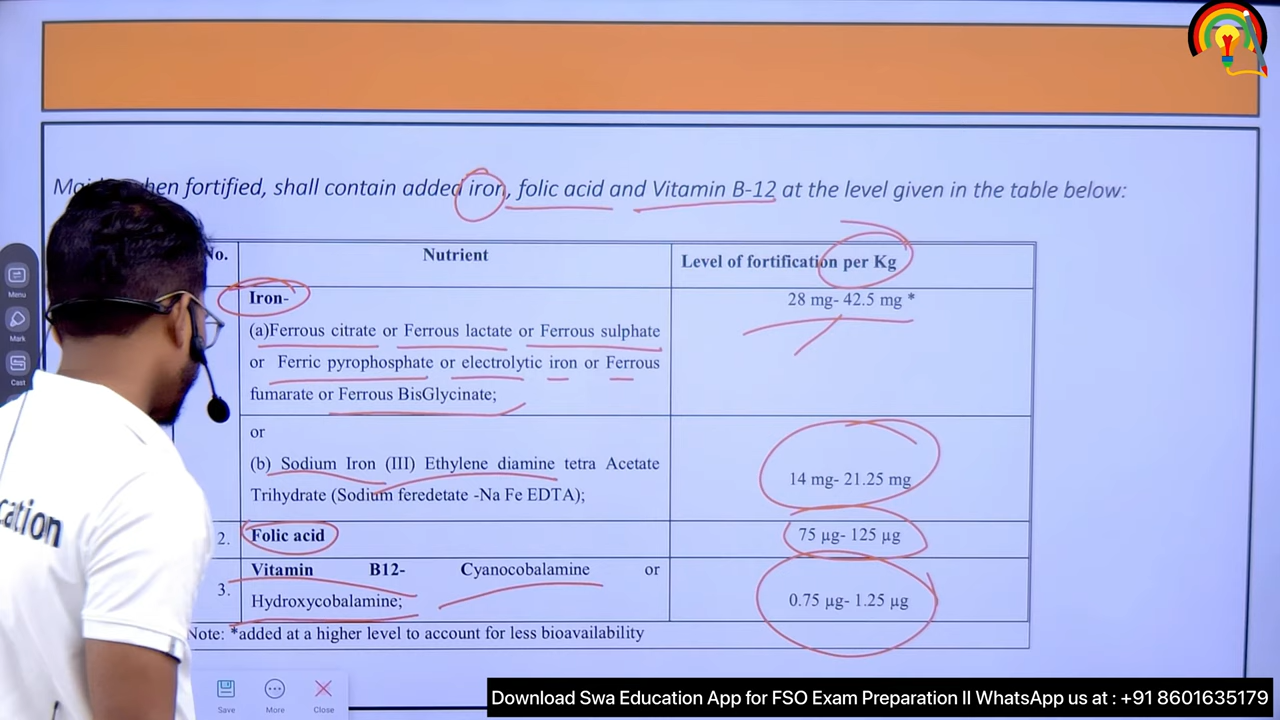 when fortified, shall contain added iron, folic acid and Vitamin B-12 at the level given in the table below:
No. Nutrient Level of fortification per Kg
Iron- 28 mg- 42.5 mg *
(a)Ferrous citrate or Ferrous lactate or Ferrous sulphate
or Ferric pyrophosphate or electrolytic iron or Ferrous
fumarate or Ferrous BisGlycinate;
or
(b) Sodium Iron (III) Ethylene diamine tetra Acetate
Trihydrate (Sodium feredetate -Na Fe EDTA); 14 mg- 21.25 mg
2. Folic acid 75 µg- 125 µg
3. Vitamin B12- Cyanocobalamine or
Hydroxycobalamine; 0.75 µg- 1.25 µg
Note: *added at a higher level to account for less bioavailability
Menu
Mark
Cast
Save More Close
Download Swa Education App for FSO Exam Preparation II WhatsApp us at : +91 8601635179